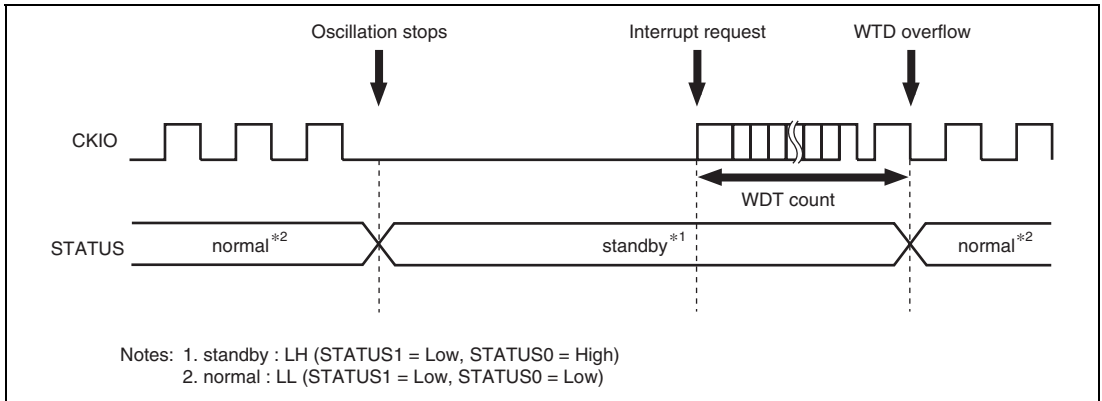 Oscillation stops Interrupt request WTD overflow
CKIO
WDT count
STATUS normal*2 standby*1 normal*2
Notes: 1. standby : LH (STATUS1 = Low, STATUS0 = High)
2. normal : LL (STATUS1 = Low, STATUS0 = Low)